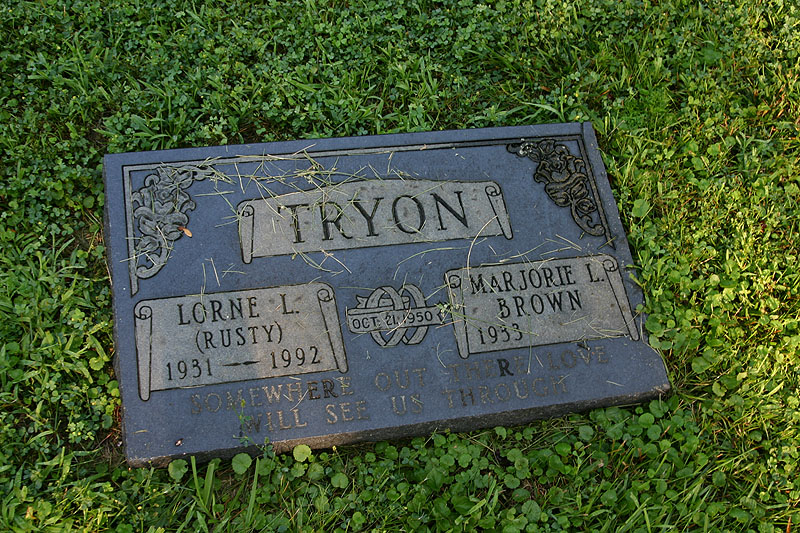 TRYON
LORNE L.
(RUSTY)
1931 — 1992
OCT. 21, 1950
MARJORIE L.
BROWN
1933
SOMEWHERE OUT THERE LOVE
WILL SEE US THROUGH